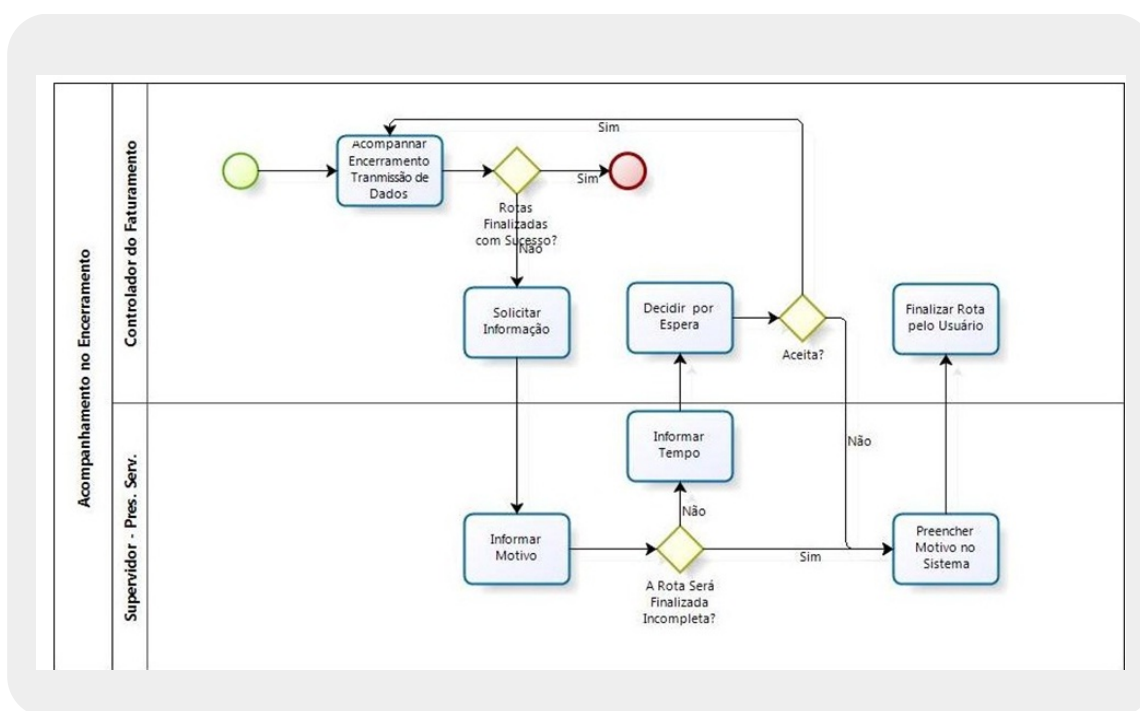 Acompanhamento no Encerramento
Controlador do Faturamento
Acompanhar
Encerramento
Tranmissão de
Dados
Rotas
Finalizadas
com Sucesso?
Sim
Não
Sim
Solicitar
Informação
Decidir por
Espera
Aceita?
Finalizar Rota
pelo Usuário
Supervidor - Pres. Serv.
Informar
Tempo
Não
Não
Informar
Motivo
A Rota Será
Finalizada
Incompleta?
Sim
Preencher
Motivo no
Sistema